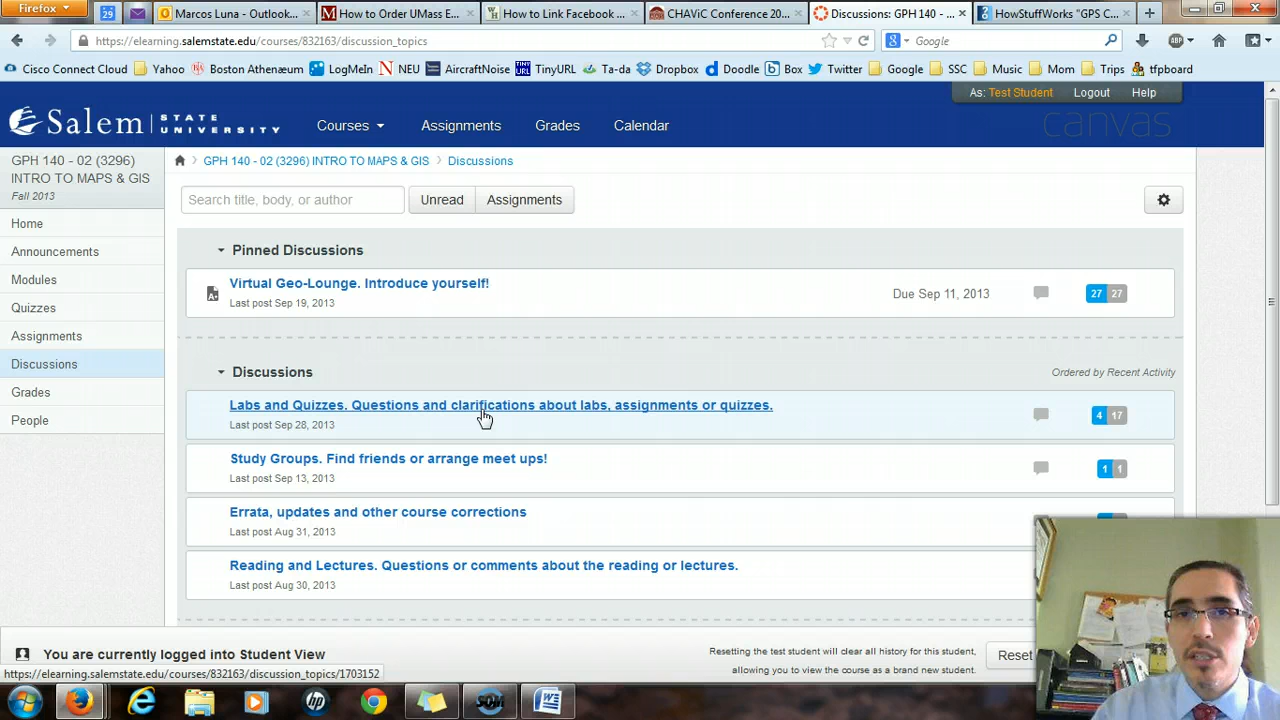 Firefox
29
Marcos Luna - Outlook...
How to Order UMass E...
How to Link Facebook ...
CHAViC Conference 20...
Discussions: GPH 140 - ...
HowStuffWorks "GPS C...
https://elearning.salemstate.edu/courses/832163/discussion_topics
Google
ABP
Cisco Connect Cloud
Yahoo
Boston Athenæum
LogMeIn
NEU
AircraftNoise
TinyURL
Ta-da
Dropbox
Doodle
Box
Twitter
Google
SSC
Music
Mom
Trips
tfpboard
As: Test Student Logout Help
Salem STATE UNIVERSITY
Courses Assignments Grades Calendar
canvas
GPH 140 - 02 (3296)
INTRO TO MAPS & GIS
Fall 2013
Home
Announcements
Modules
Quizzes
Assignments
Discussions
Grades
People
GPH 140 - 02 (3296) INTRO TO MAPS & GIS Discussions
Search title, body, or author
Unread Assignments
Pinned Discussions
Virtual Geo-Lounge. Introduce yourself!
Last post Sep 19, 2013
Due Sep 11, 2013
27 27
Discussions
Ordered by Recent Activity
Labs and Quizzes. Questions and clarifications about labs, assignments or quizzes.
Last post Sep 28, 2013
4 17
Study Groups. Find friends or arrange meet ups!
Last post Sep 13, 2013
1 1
Errata, updates and other course corrections
Last post Aug 31, 2013
Reading and Lectures. Questions or comments about the reading or lectures.
Last post Aug 30, 2013
You are currently logged into Student View
Resetting the test student will clear all history for this student,
allowing you to view the course as a brand new student.
Reset
https://elearning.salemstate.edu/courses/832163/discussion_topics/1703152